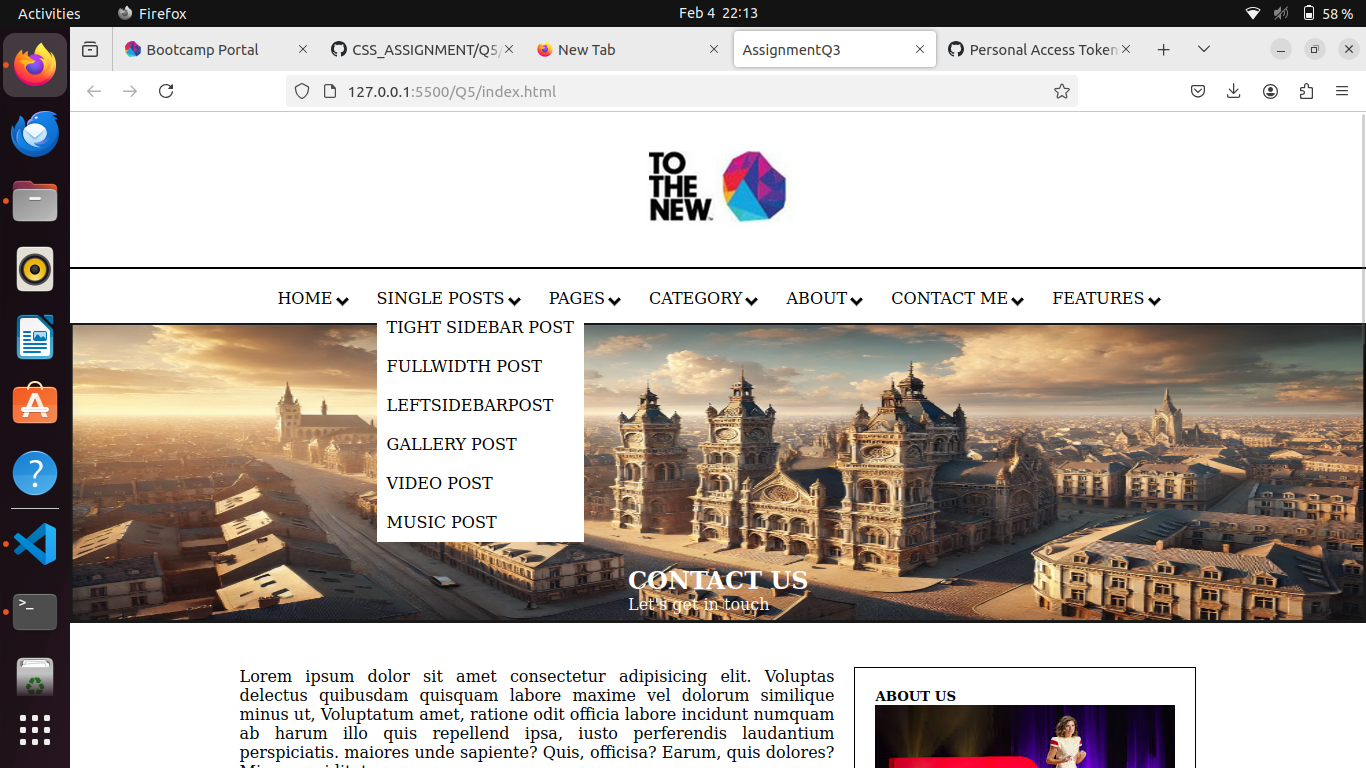 Activities Firefox Feb 4 22:13 58 %
Bootcamp Portal CSS_ASSIGNMENT/Q5/ New Tab AssignmentQ3 Personal Access Token
127.0.0.1:5500/Q5/index.html
TO
THE
NEW™
HOME SINGLE POSTS PAGES CATEGORY ABOUT CONTACT ME FEATURES
TIGHT SIDEBAR POST
FULLWIDTH POST
LEFTSIDEBARPOST
GALLERY POST
VIDEO POST
MUSIC POST
CONTACT US
Let's get in touch
Lorem ipsum dolor sit amet consectetur adipisicing elit. Voluptas
delectus quibusdam quisquam labore maxime vel dolorum similique
minus ut, Voluptatum amet, ratione odit officia labore incidunt numquam
ab harum illo quis repellend ipsa, iusto perferendis laudantium
perspiciatis. maiores unde sapiente? Quis, officisa? Earum, quis dolores?
ABOUT US